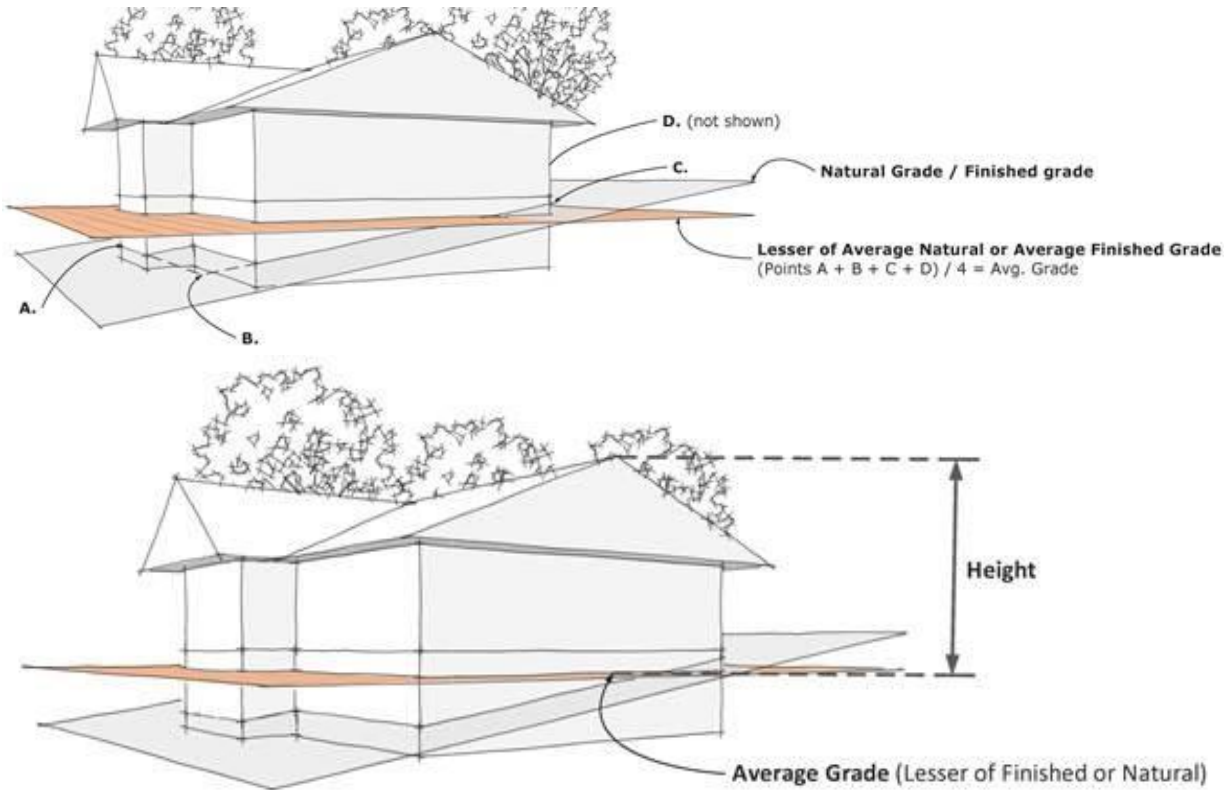 D. (not shown)
C.
Natural Grade / Finished grade
Lesser of Average Natural or Average Finished Grade
(Points A + B + C + D) / 4 = Avg. Grade
A.
B.
Height
Average Grade (Lesser of Finished or Natural)